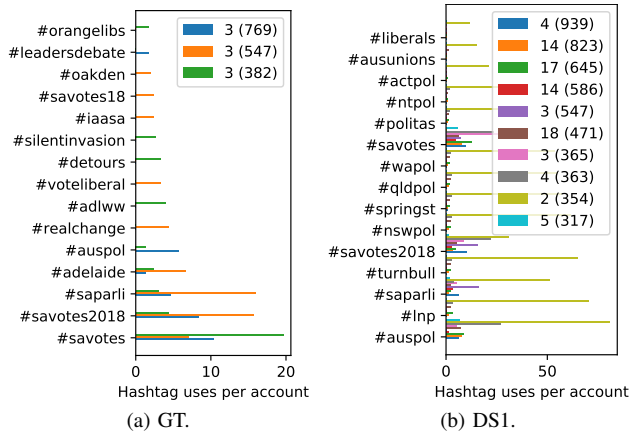 #orangelibs
#leadersdebate
#oakden
#savotes18
#iaasa
#silentinvasion
#detours
#voteliberal
#adlww
#realchange
#auspol
#adelaide
#saparli
#savotes2018
#savotes
3 (769)
3 (547)
3 (382)
0 10 20
Hashtag uses per account
(a) GT.
#liberals
#ausunions
#actpol
#ntpol
#politas
#savotes
#wapol
#qldpol
#springst
#nswpol
#savotes2018
#turnbull
#saparli
#lnp
#auspol
4 (939)
14 (823)
17 (645)
14 (586)
3 (547)
18 (471)
3 (365)
4 (363)
2 (354)
5 (317)
0 50
Hashtag uses per account
(b) DS1.